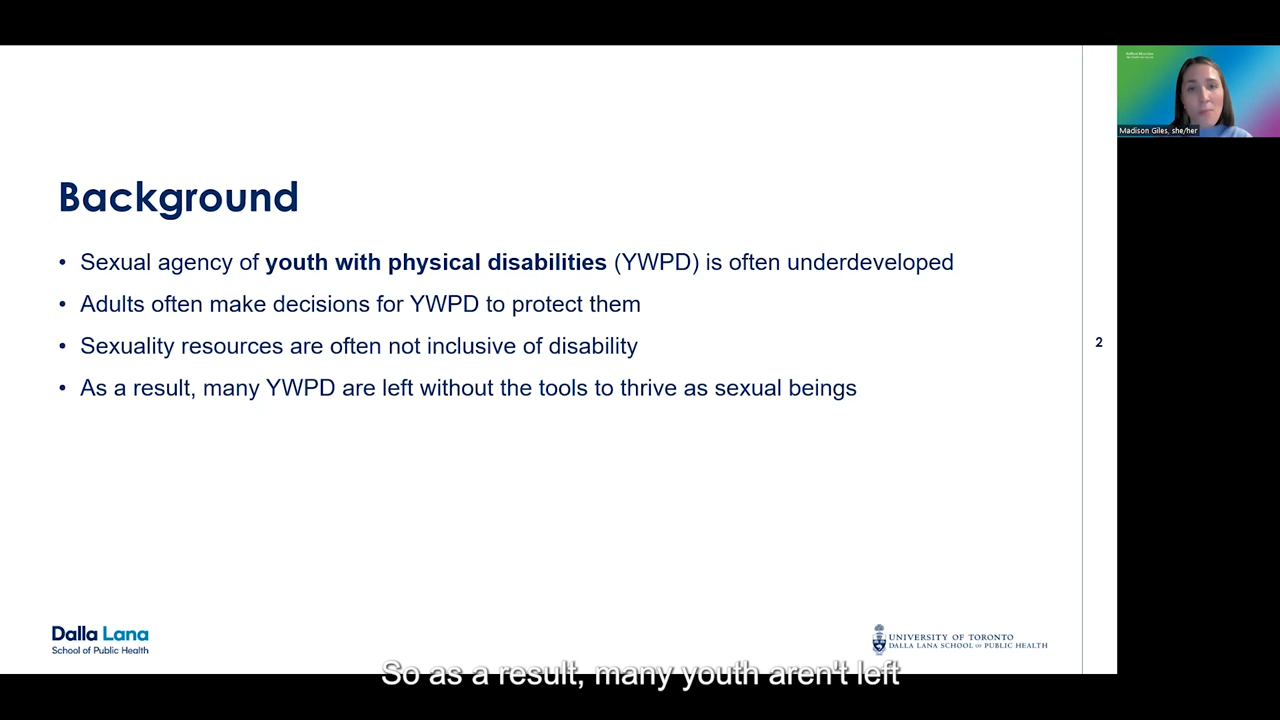 Madison Giles, she/her
Background
• Sexual agency of youth with physical disabilities (YWPD) is often underdeveloped
• Adults often make decisions for YWPD to protect them
• Sexuality resources are often not inclusive of disability
• As a result, many YWPD are left without the tools to thrive as sexual beings
2
Dalla Lana
School of Public Health
UNIVERSITY OF TORONTO
DALLA LANA SCHOOL OF PUBLIC HEALTH
So as a result, many youth aren't left